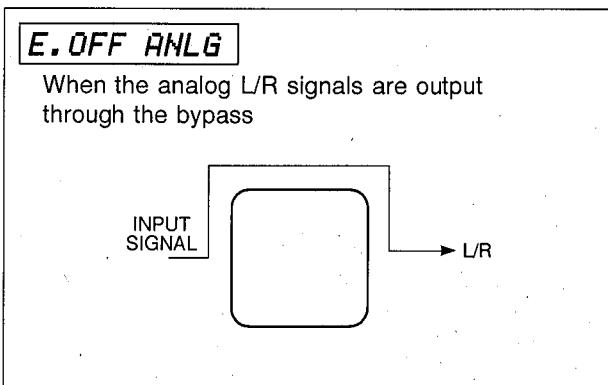 E.OFF ANLG
When the analog L/R signals are output
through the bypass
INPUT
SIGNAL
L/R